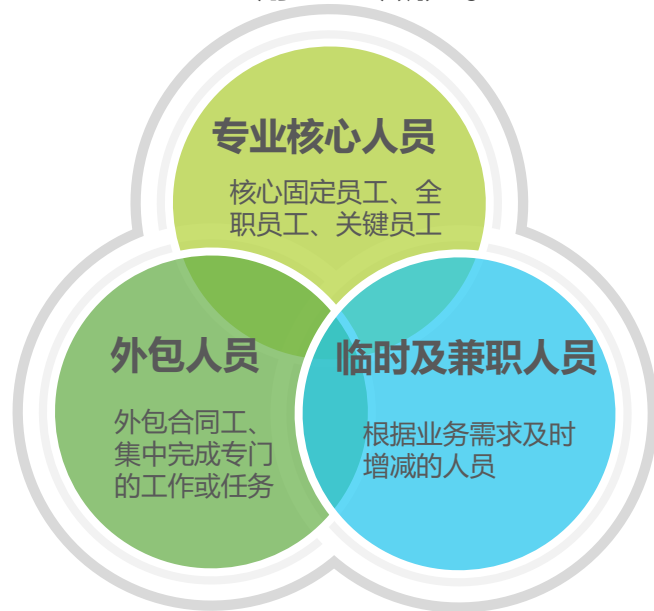 专业核心人员
核心固定员工、全
职员工、关键员工
外包人员
外包合同工、
集中完成专门
的工作或任务
临时及兼职人员
根据业务需求及时
增减的人员